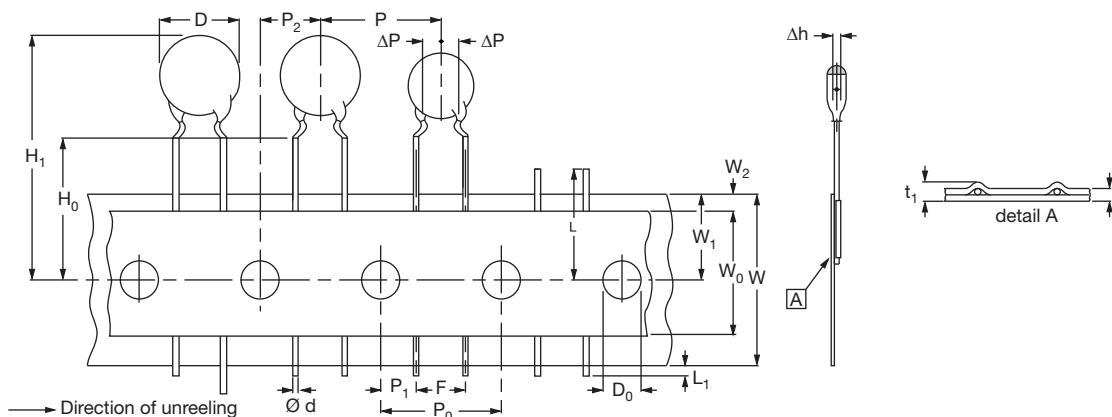 D
P₂
P
ΔP
ΔP
Δh
H₁
H₀
W₂
L
W₁
W₀
W
t₁
detail A
A
P₁
F
D₀
L₁
Ø d
P₀
Direction of unreeling